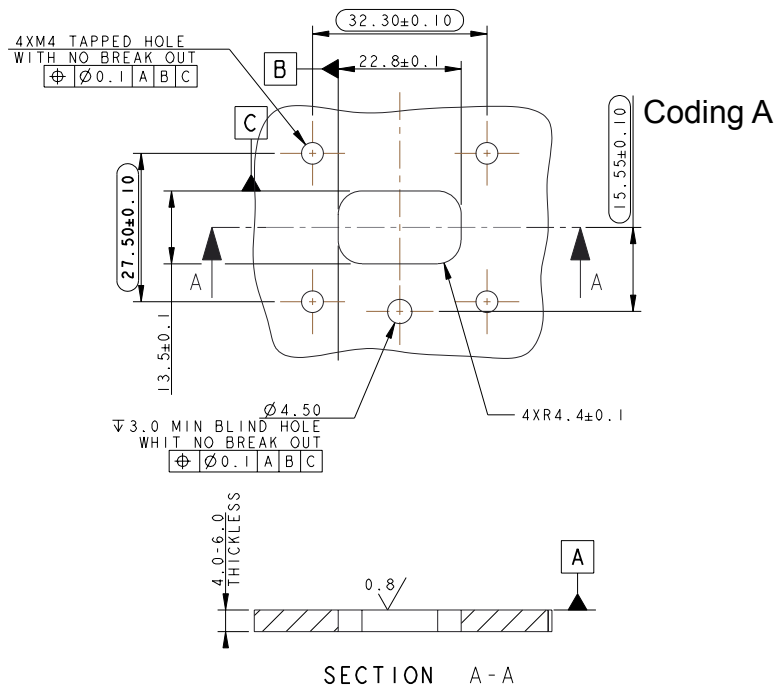 32.30±0.10
4XM4 TAPPED HOLE
WITH NO BREAK OUT
⌖ Ø0.1 A B C
B
22.8±0.1
Coding A
C
15.55±0.10
27.50±0.10
A
A
13.5±0.1
Ø4.50
↧3.0 MIN BLIND HOLE
WHIT NO BREAK OUT
⌖ Ø0.1 A B C
4XR4.4±0.1
4.0-6.0
THICKLESS
0.8
A
SECTION A-A